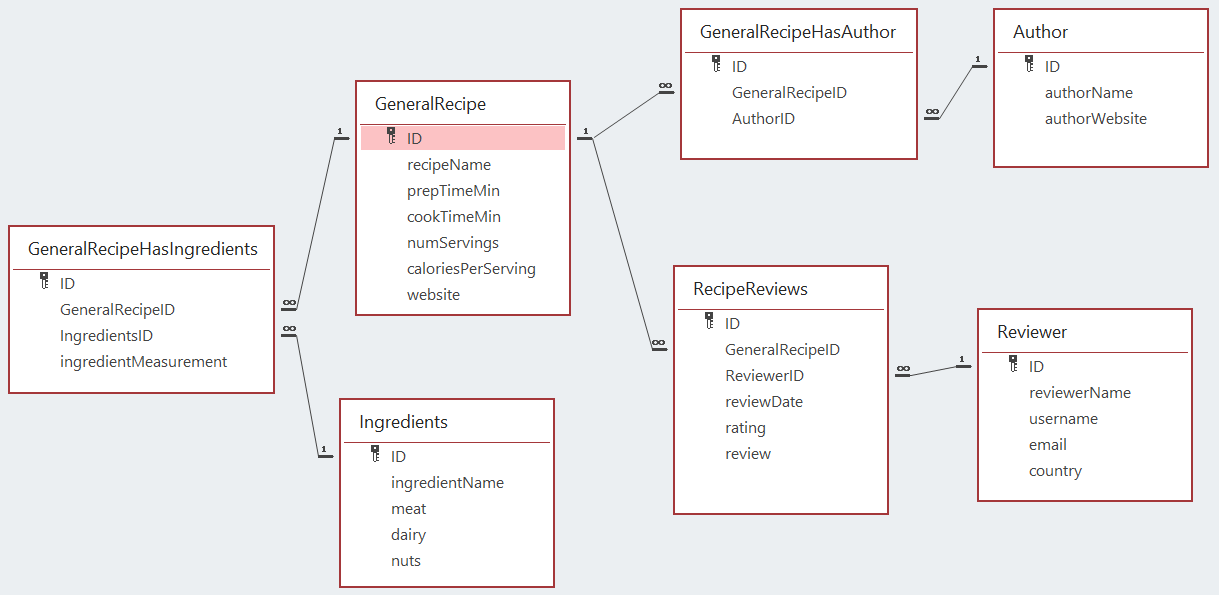 GeneralRecipeHasIngredients
ID
GeneralRecipeID
IngredientsID
ingredientMeasurement
GeneralRecipe
ID
recipeName
prepTimeMin
cookTimeMin
numServings
caloriesPerServing
website
Ingredients
ID
ingredientName
meat
dairy
nuts
GeneralRecipeHasAuthor
ID
GeneralRecipeID
AuthorID
Author
ID
authorName
authorWebsite
RecipeReviews
ID
GeneralRecipeID
ReviewerID
reviewDate
rating
review
Reviewer
ID
reviewerName
username
email
country
1
∞
∞
1
1
∞
∞
1
∞
∞
1